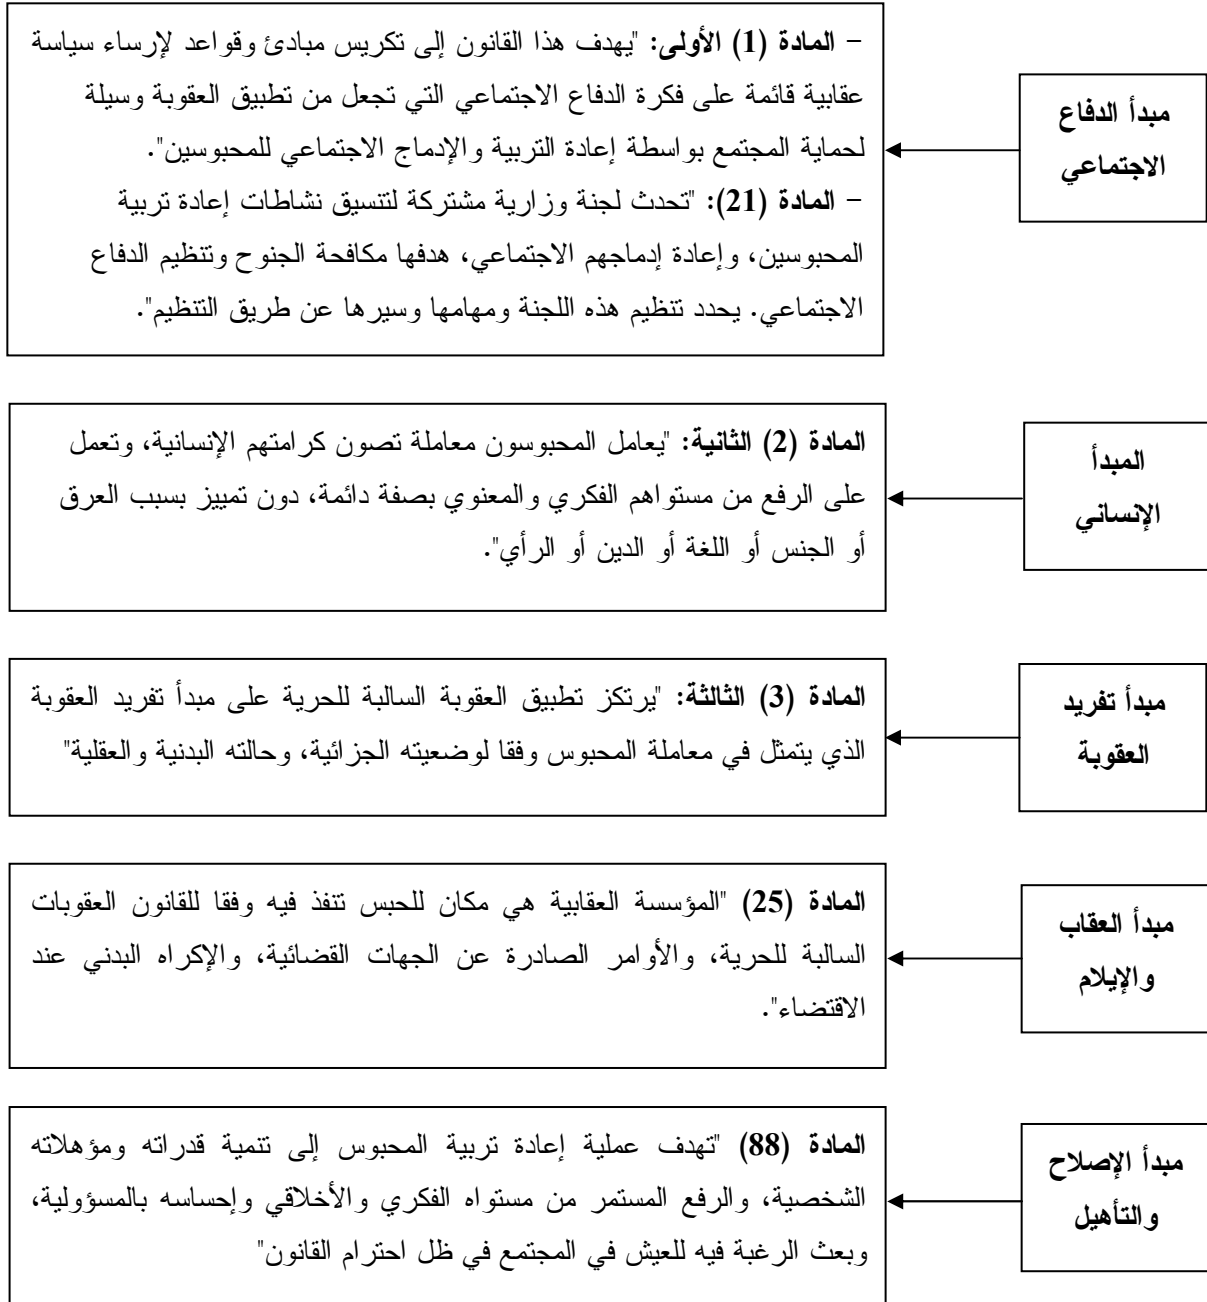 مبدأ الدفاع
الاجتماعي
– المادة (1) الأولى: "يهدف هذا القانون إلى تكريس مبادئ وقواعد لإرساء سياسة
عقابية قائمة على فكرة الدفاع الاجتماعي التي تجعل من تطبيق العقوبة وسيلة
لحماية المجتمع بواسطة إعادة التربية والإدماج الاجتماعي للمحبوسين".
– المادة (21): "تحدث لجنة وزارية مشتركة لتنسيق نشاطات إعادة تربية
المحبوسين، وإعادة إدماجهم الاجتماعي، هدفها مكافحة الجنوح وتنظيم الدفاع
الاجتماعي. يحدد تنظيم هذه اللجنة ومهامها وسيرها عن طريق التنظيم".
المبدأ
الإنساني
المادة (2) الثانية: "يعامل المحبوسون معاملة تصون كرامتهم الإنسانية، وتعمل
على الرفع من مستواهم الفكري والمعنوي بصفة دائمة، دون تمييز بسبب العرق
أو الجنس أو اللغة أو الدين أو الرأي".
مبدأ تفريد
العقوبة
المادة (3) الثالثة: "يرتكز تطبيق العقوبة السالبة للحرية على مبدأ تفريد العقوبة
الذي يتمثل في معاملة المحبوس وفقا لوضعيته الجزائية، وحالته البدنية والعقلية"
مبدأ العقاب
والإيلام
المادة (25) "المؤسسة العقابية هي مكان للحبس تنفذ فيه وفقا للقانون العقوبات
السالبة للحرية، والأوامر الصادرة عن الجهات القضائية، والإكراه البدني عند
الاقتضاء".
مبدأ الإصلاح
والتأهيل
المادة (88) "تهدف عملية إعادة تربية المحبوس إلى تنمية قدراته ومؤهلاته
الشخصية، والرفع المستمر من مستواه الفكري والأخلاقي وإحساسه بالمسؤولية،
وبعث الرغبة فيه للعيش في المجتمع في ظل احترام القانون"